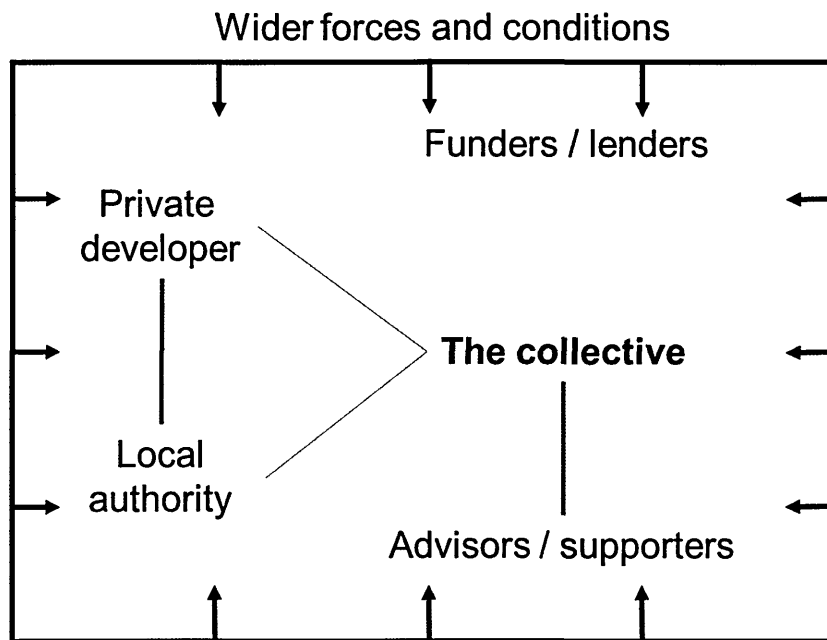 Wider forces and conditions
Funders / lenders
Private
developer
The collective
Local
authority
Advisors / supporters